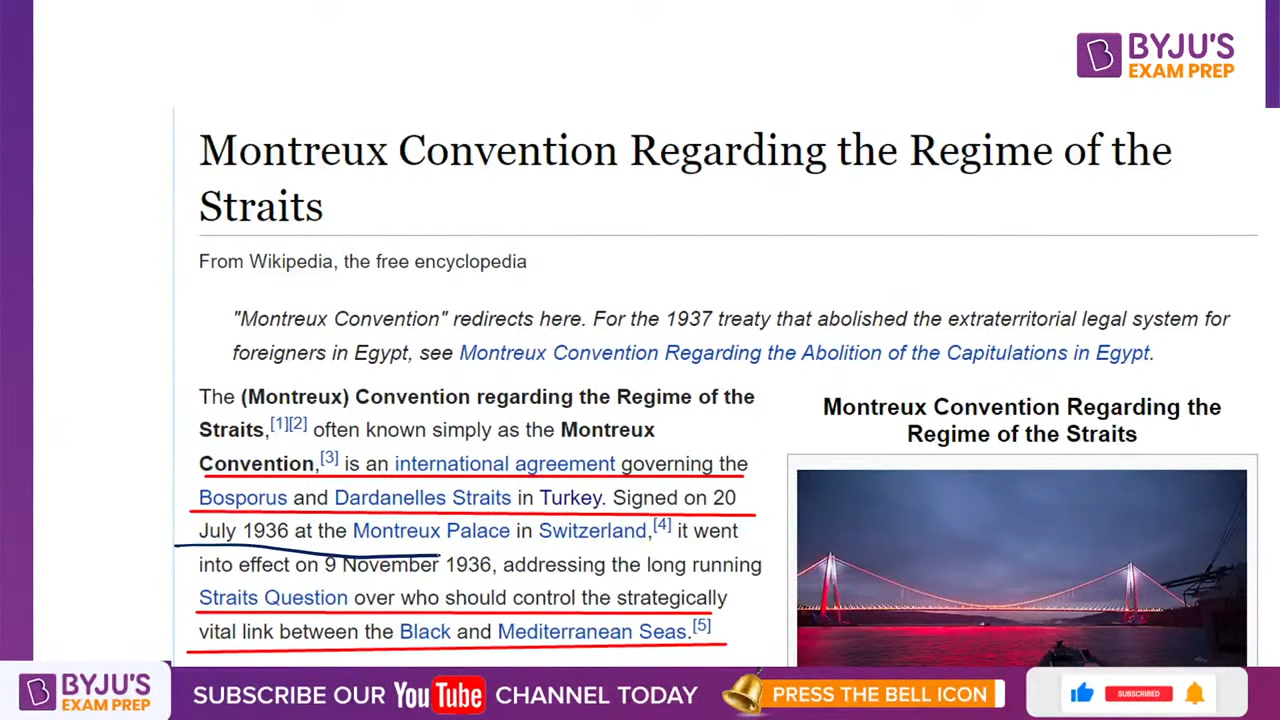 BYJU'S
EXAM PREP
Montreux Convention Regarding the Regime of the
Straits
From Wikipedia, the free encyclopedia
"Montreux Convention" redirects here. For the 1937 treaty that abolished the extraterritorial legal system for
foreigners in Egypt, see Montreux Convention Regarding the Abolition of the Capitulations in Egypt.
The (Montreux) Convention regarding the Regime of the
Straits,[1][2] often known simply as the Montreux
Convention,[3] is an international agreement governing the
Bosporus and Dardanelles Straits in Turkey. Signed on 20
July 1936 at the Montreux Palace in Switzerland,[4] it went
into effect on 9 November 1936, addressing the long running
Straits Question over who should control the strategically
vital link between the Black and Mediterranean Seas.[5]
Montreux Convention Regarding the
Regime of the Straits
BYJU'S
EXAM PREP
SUBSCRIBE OUR YouTube CHANNEL TODAY
PRESS THE BELL ICON
SUBSCRIBED